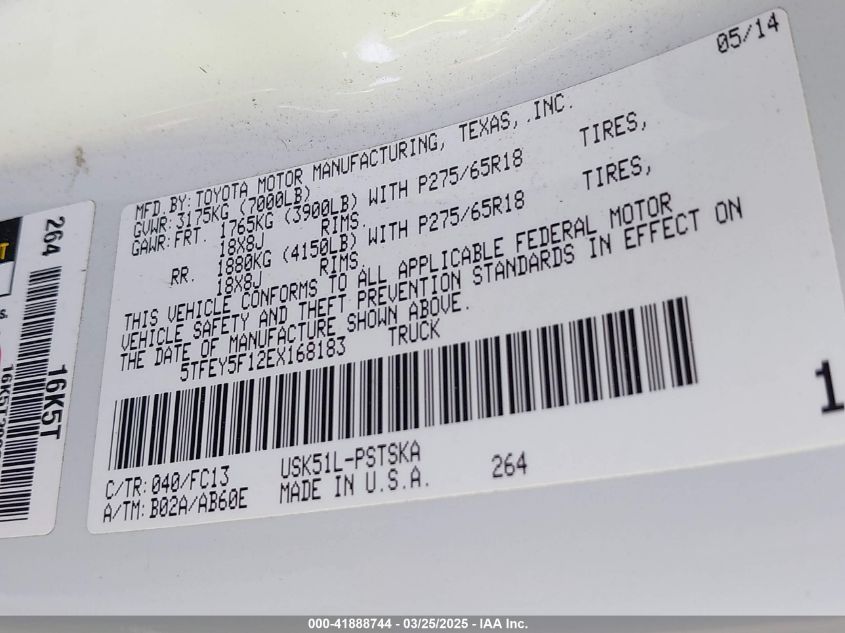 05/14
MFD.BY:TOYOTA MOTOR MANUFACTURING, TEXAS, INC.
GVWR:3175KG (7000LB)
GAWR:FRT. 1765KG (3900LB) WITH P275/65R18 TIRES,
18X8J RIMS.
RR. 1880KG (4150LB) WITH P275/65R18 TIRES,
18X8J RIMS.
THIS VEHICLE CONFORMS TO ALL APPLICABLE FEDERAL MOTOR
VEHICLE SAFETY AND THEFT PREVENTION STANDARDS IN EFFECT ON
THE DATE OF MANUFACTURE SHOWN ABOVE.
5TFEY5F12EX168183 TRUCK
C/TR:040/FC13 USK51L-PSTSKA 264
A/TM:B02A/AB60E MADE IN U.S.A.
1
264
16K5T
000-41888744 — 03/25/2025 — IAA Inc.